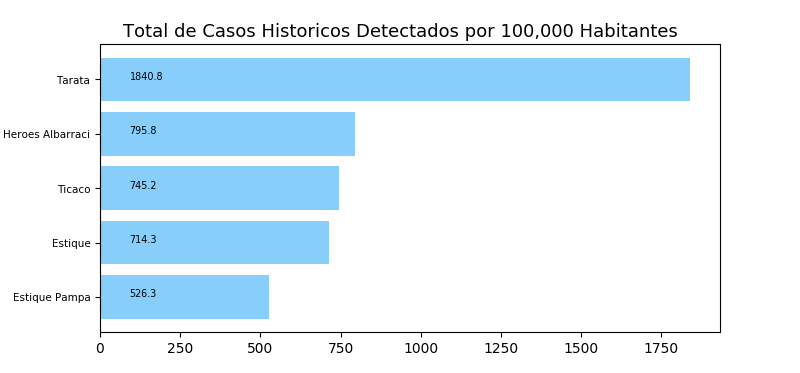 Total de Casos Historicos Detectados por 100,000 Habitantes
Tarata 1840.8
Heroes Albarraci 795.8
Ticaco 745.2
Estique 714.3
Estique Pampa 526.3
0 250 500 750 1000 1250 1500 1750